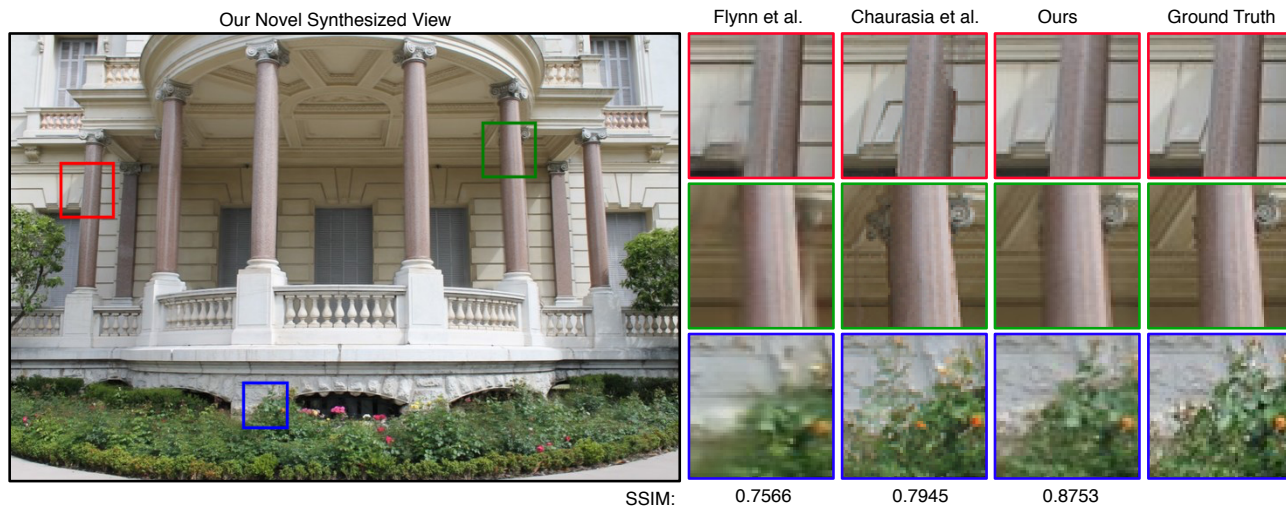 Our Novel Synthesized View
Flynn et al.
Chaurasia et al.
Ours
Ground Truth
SSIM:
0.7566
0.7945
0.8753